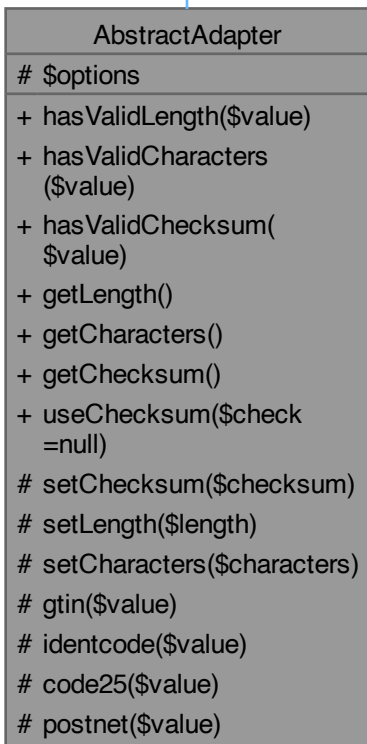 AbstractAdapter
# $options
+ hasValidLength($value)
+ hasValidCharacters
($value)
+ hasValidChecksum(
$value)
+ getLength()
+ getCharacters()
+ getChecksum()
+ useChecksum($check
=null)
# setChecksum($checksum)
# setLength($length)
# setCharacters($characters)
# gtin($value)
# identcode($value)
# code25($value)
# postnet($value)